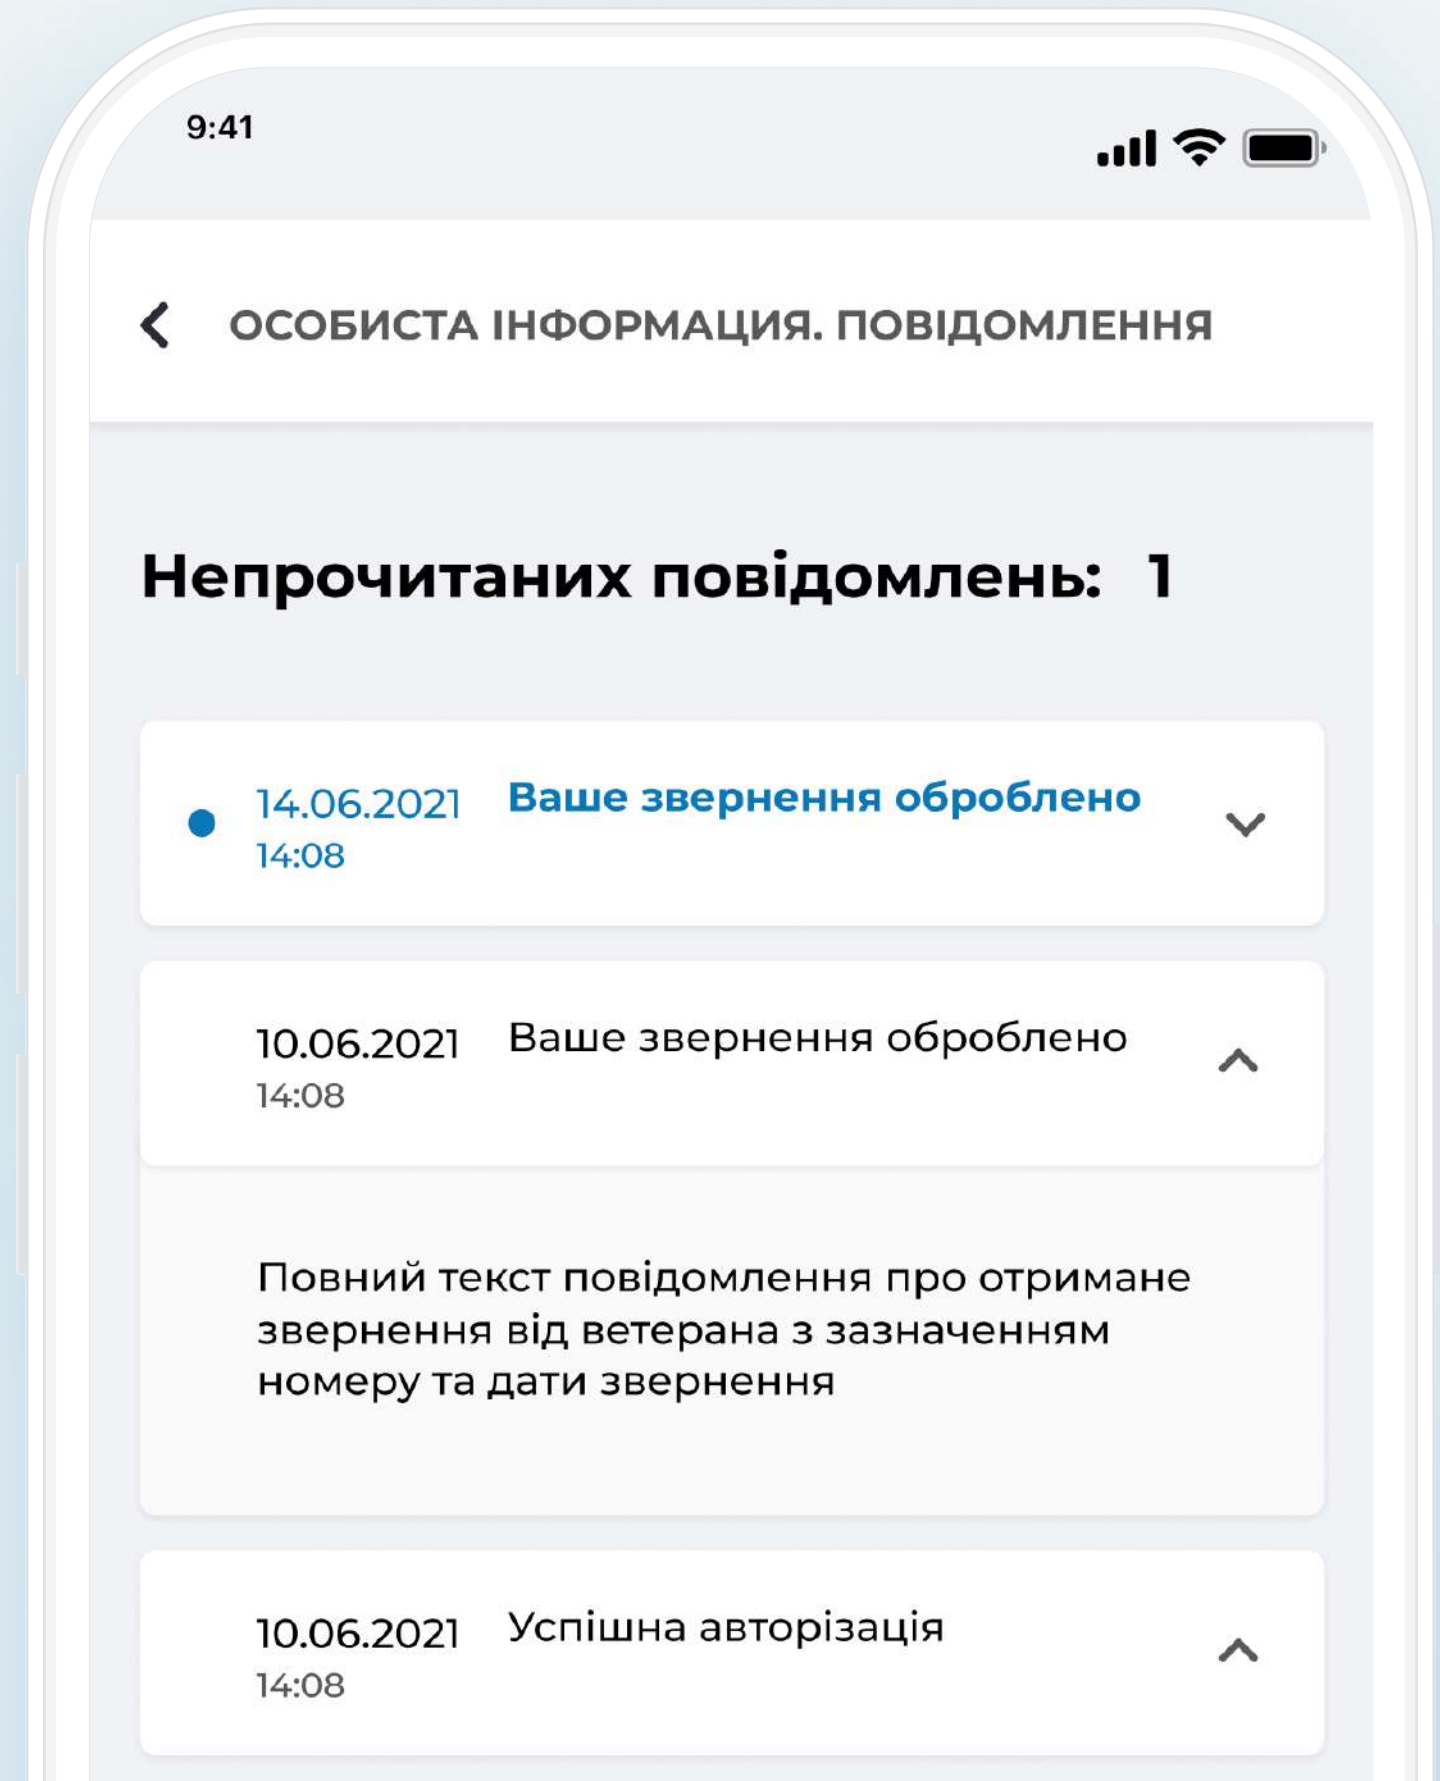 9:41
ОСОБИСТА ІНФОРМАЦИЯ. ПОВІДОМЛЕННЯ
Непрочитаних повідомлень: 1
14.06.2021 Ваше звернення оброблено
14:08
10.06.2021 Ваше звернення оброблено
14:08
Повний текст повідомлення про отримане
звернення від ветерана з зазначенням
номеру та дати звернення
10.06.2021 Успішна авторізація
14:08